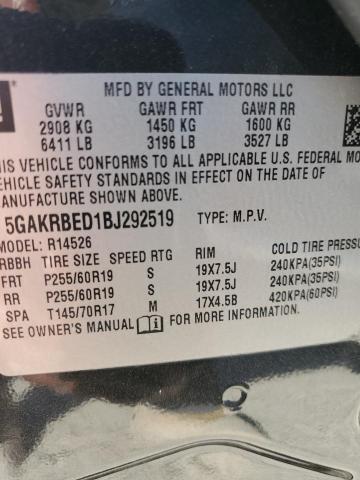 MFD BY GENERAL MOTORS LLC
GVWR GAWR FRT GAWR RR
2908 KG 1450 KG 1600 KG
6411 LB 3196 LB 3527 LB
THIS VEHICLE CONFORMS TO ALL APPLICABLE U.S. FEDERAL
VEHICLE SAFETY STANDARDS IN EFFECT ON THE DATE OF
MANUFACTURE SHOWN ABOVE.
5GAKRBED1BJ292519 TYPE: M.P.V.
MODEL: R14526
RBBH TIRE SIZE SPEED RTG RIM COLD TIRE
FRT P255/60R19 S 19X7.5J 240KPA(35PSI)
RR P255/60R19 S 19X7.5J 240KPA(35PSI)
SPA T145/70R17 M 17X4.5B 420KPA(60PSI)
SEE OWNER'S MANUAL FOR MORE INFORMATION.